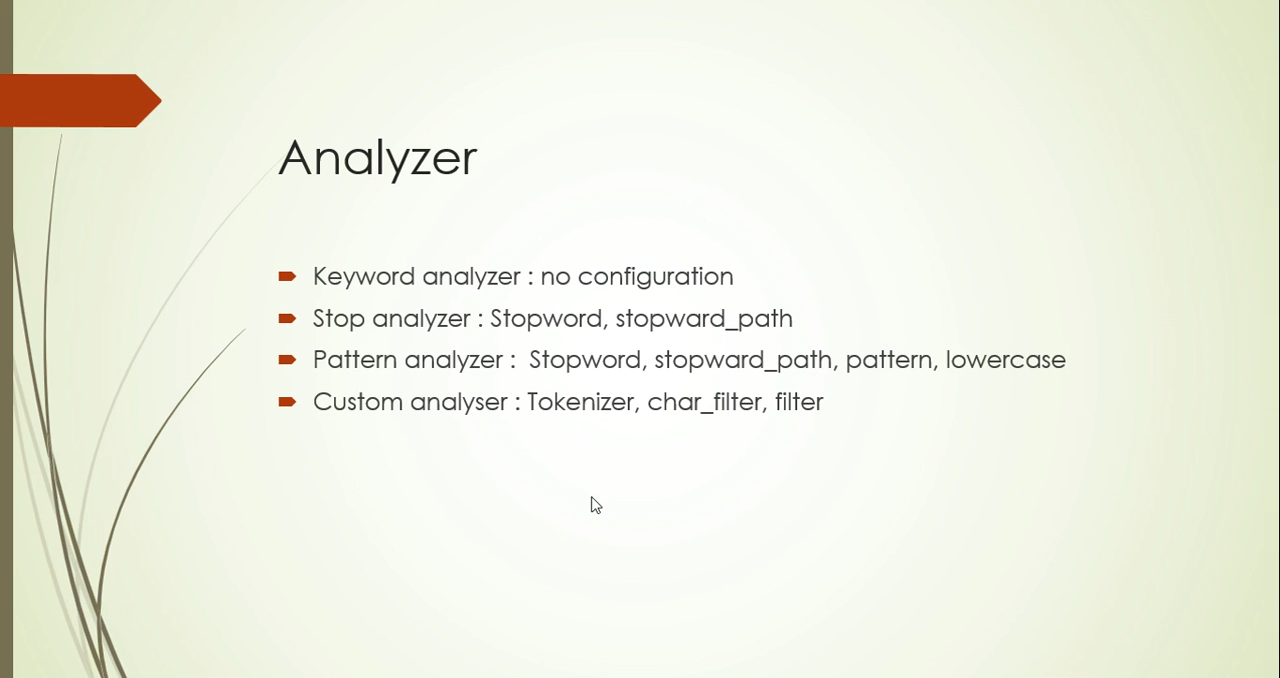 Analyzer
Keyword analyzer : no configuration
Stop analyzer : Stopword, stopward_path
Pattern analyzer :  Stopword, stopward_path, pattern, lowercase
Custom analyser : Tokenizer, char_filter, filter